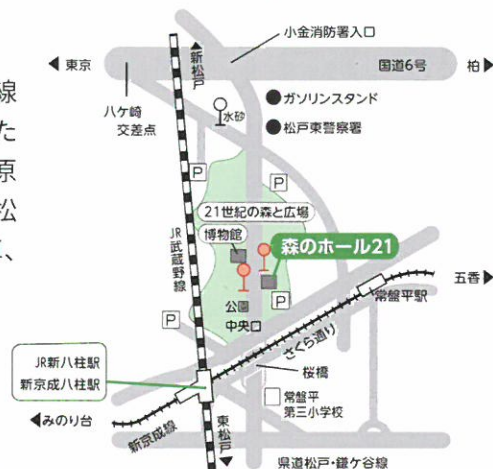 線
た
原
松
、
小金消防署入口
◀東京
国道6号
柏▶
▲新松戸
八ケ崎
交差点
水砂
●ガソリンスタンド
●松戸東警察署
P
P
21世紀の森と広場
博物館
森のホール21
JR武蔵野線
公園
中央口
P
P
五香▶
常盤平駅
さくら通り
JR新八柱駅
新京成八柱駅
桜橋
常盤平
第三小学校
◀みのり台
新京成線
東松戸▼
県道松戸・鎌ケ谷線